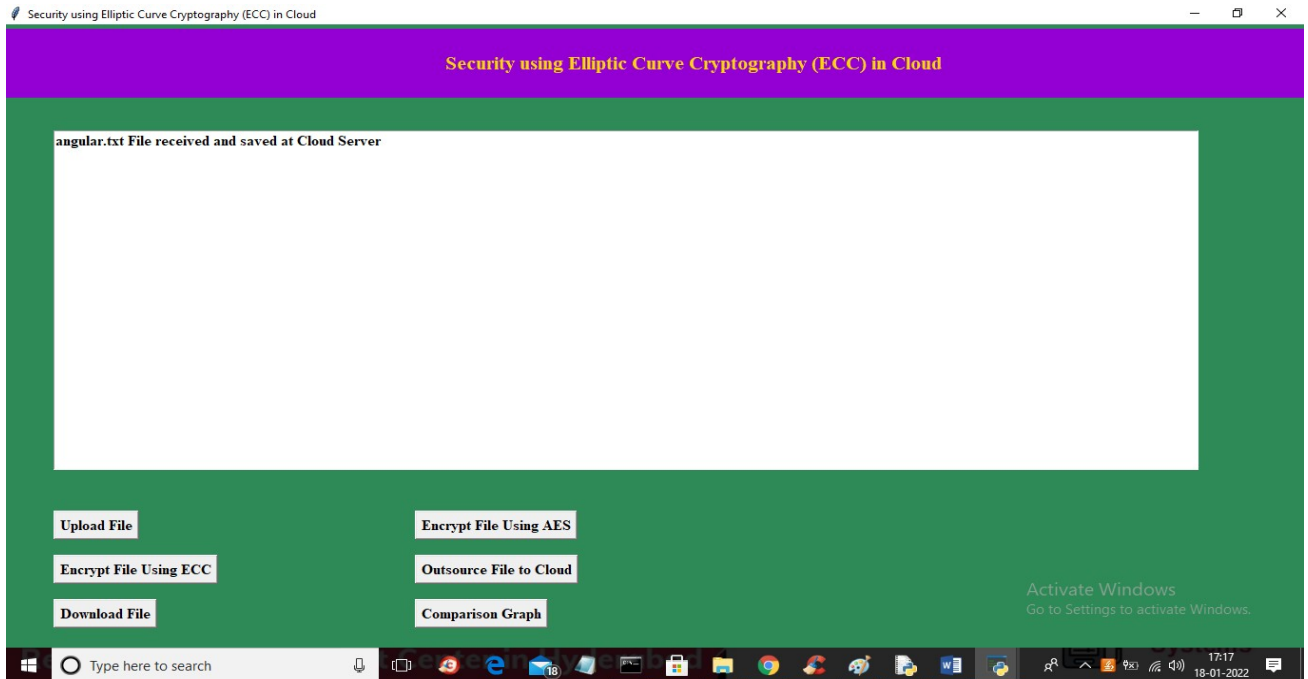 Security using Elliptic Curve Cryptography (ECC) in Cloud
Security using Elliptic Curve Cryptography (ECC) in Cloud
angular.txt File received and saved at Cloud Server
Upload File
Encrypt File Using AES
Encrypt File Using ECC
Outsource File to Cloud
Download File
Comparison Graph
Activate Windows
Go to Settings to activate Windows.
Type here to search
18
17:17
18-01-2022